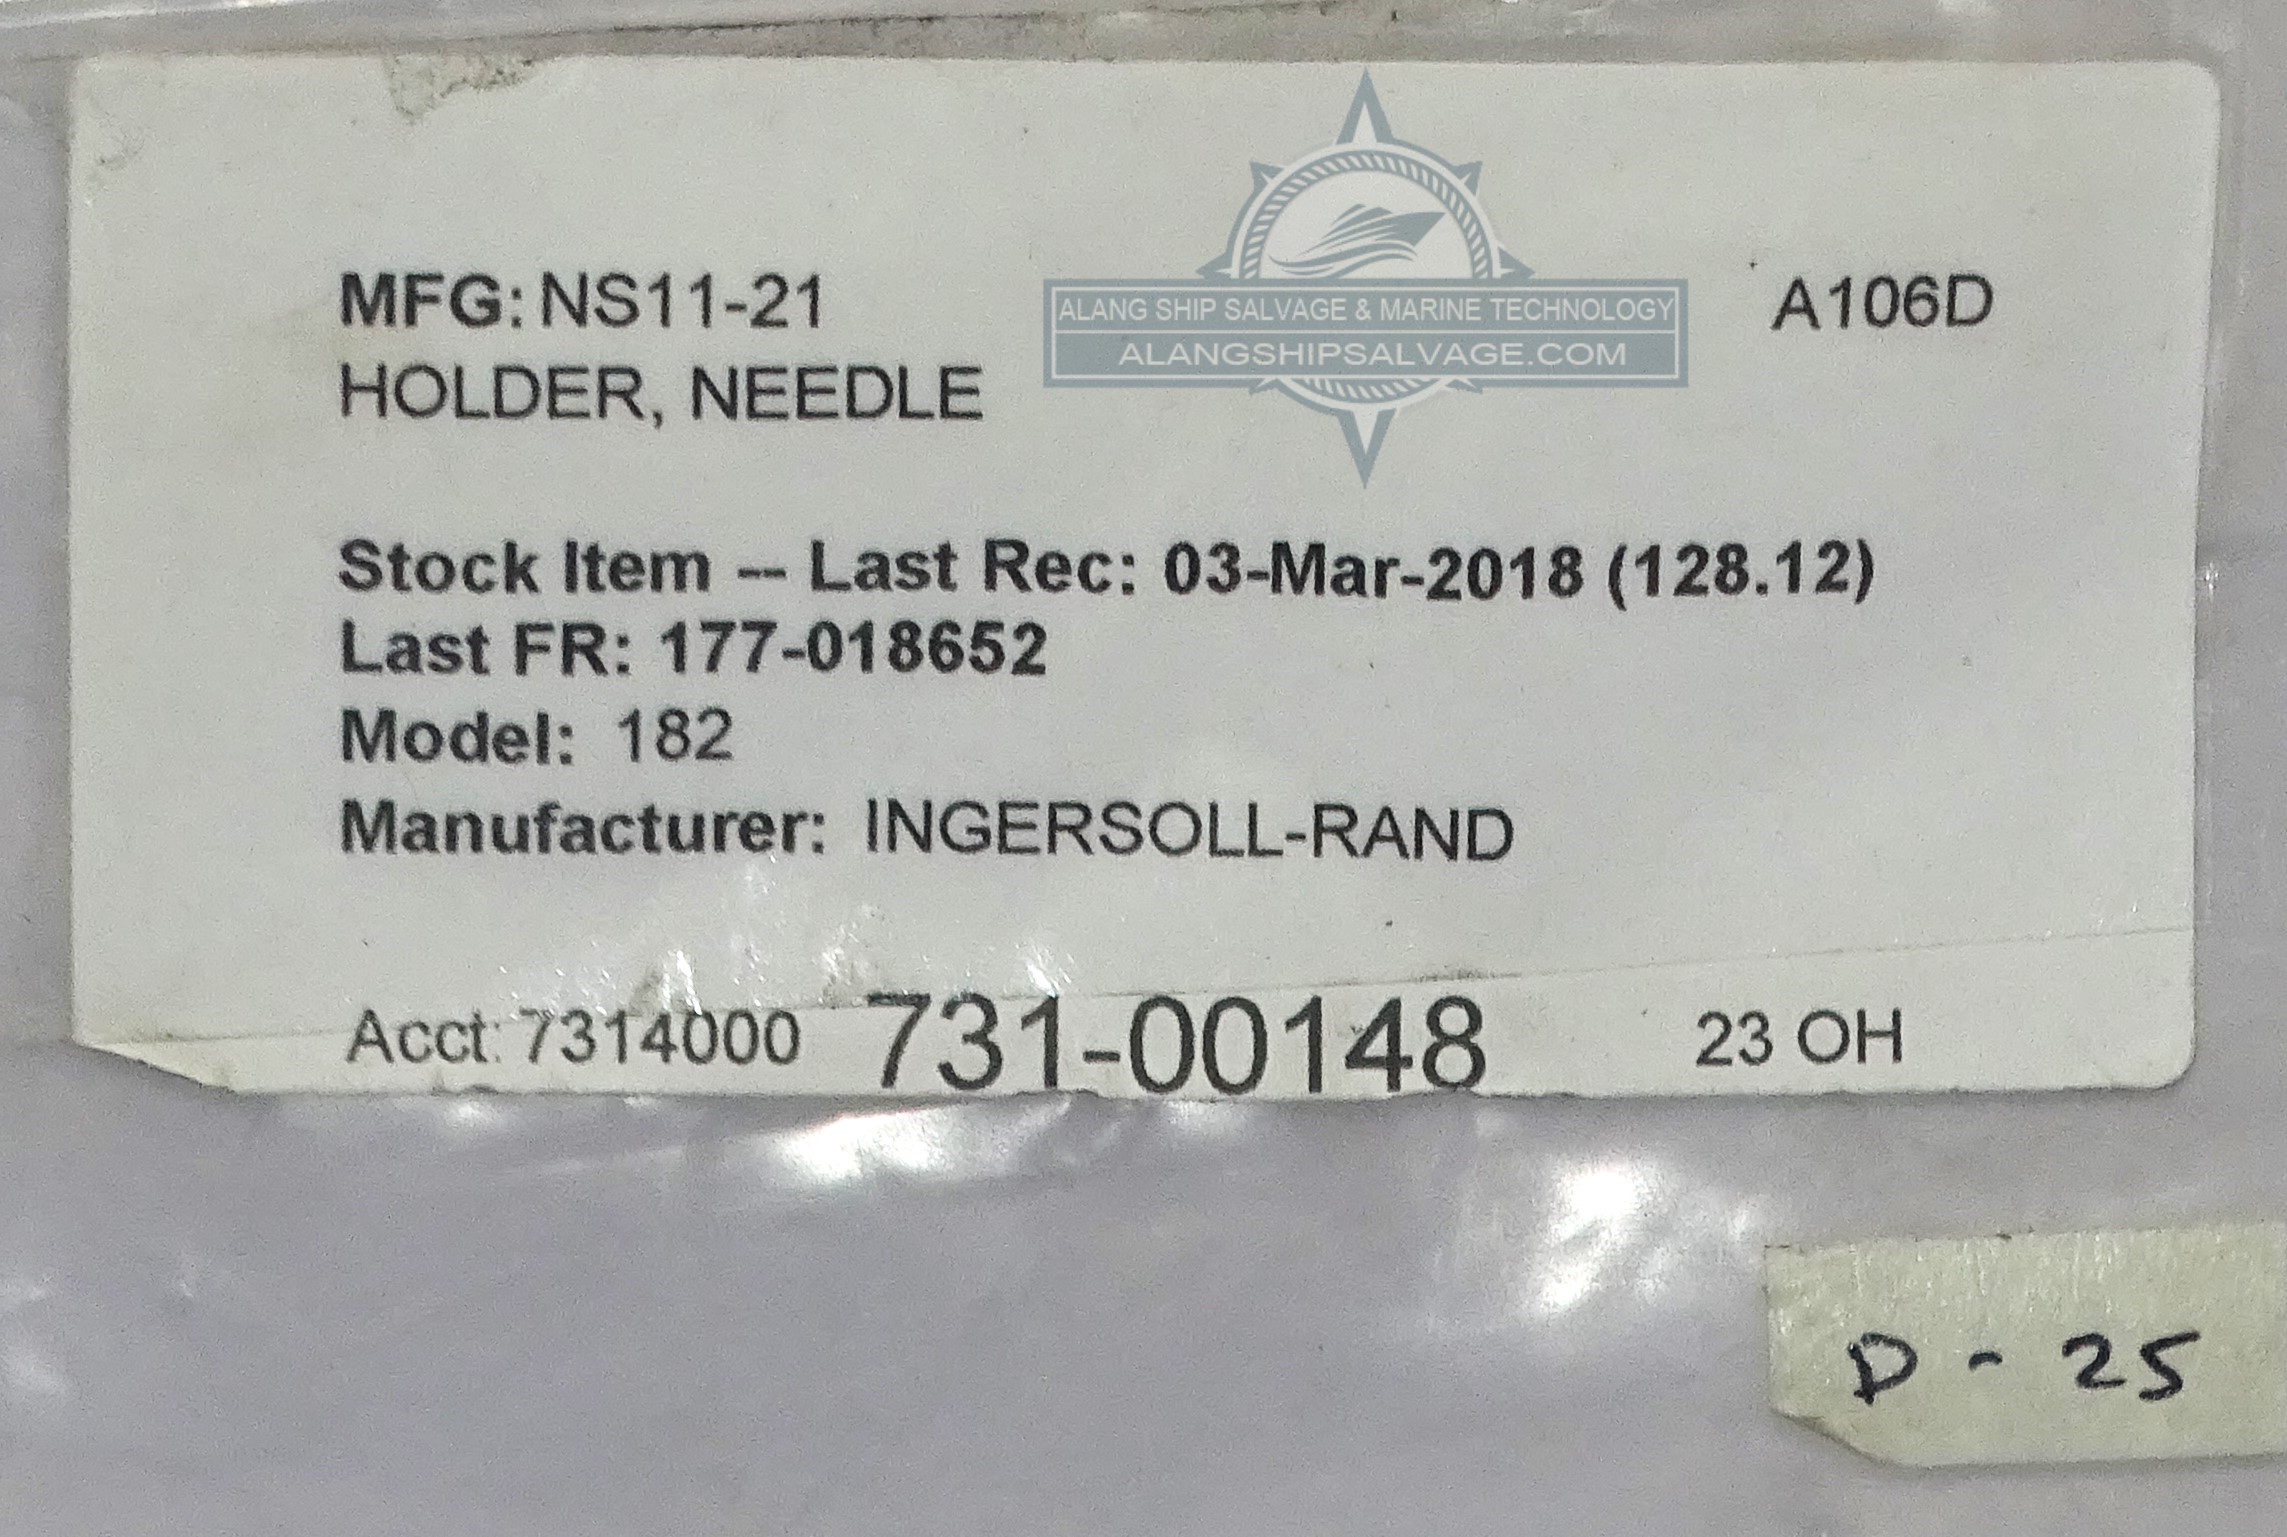 MFG: NS11-21
A106D
HOLDER, NEEDLE
ALANG SHIP SALVAGE & MARINE TECHNOLOGY
ALANGSHIPSALVAGE.COM
Stock Item -- Last Rec: 03-Mar-2018 (128.12)
Last FR: 177-018652
Model: 182
Manufacturer: INGERSOLL-RAND
Acct: 7314000 731-00148 23 OH
D - 25